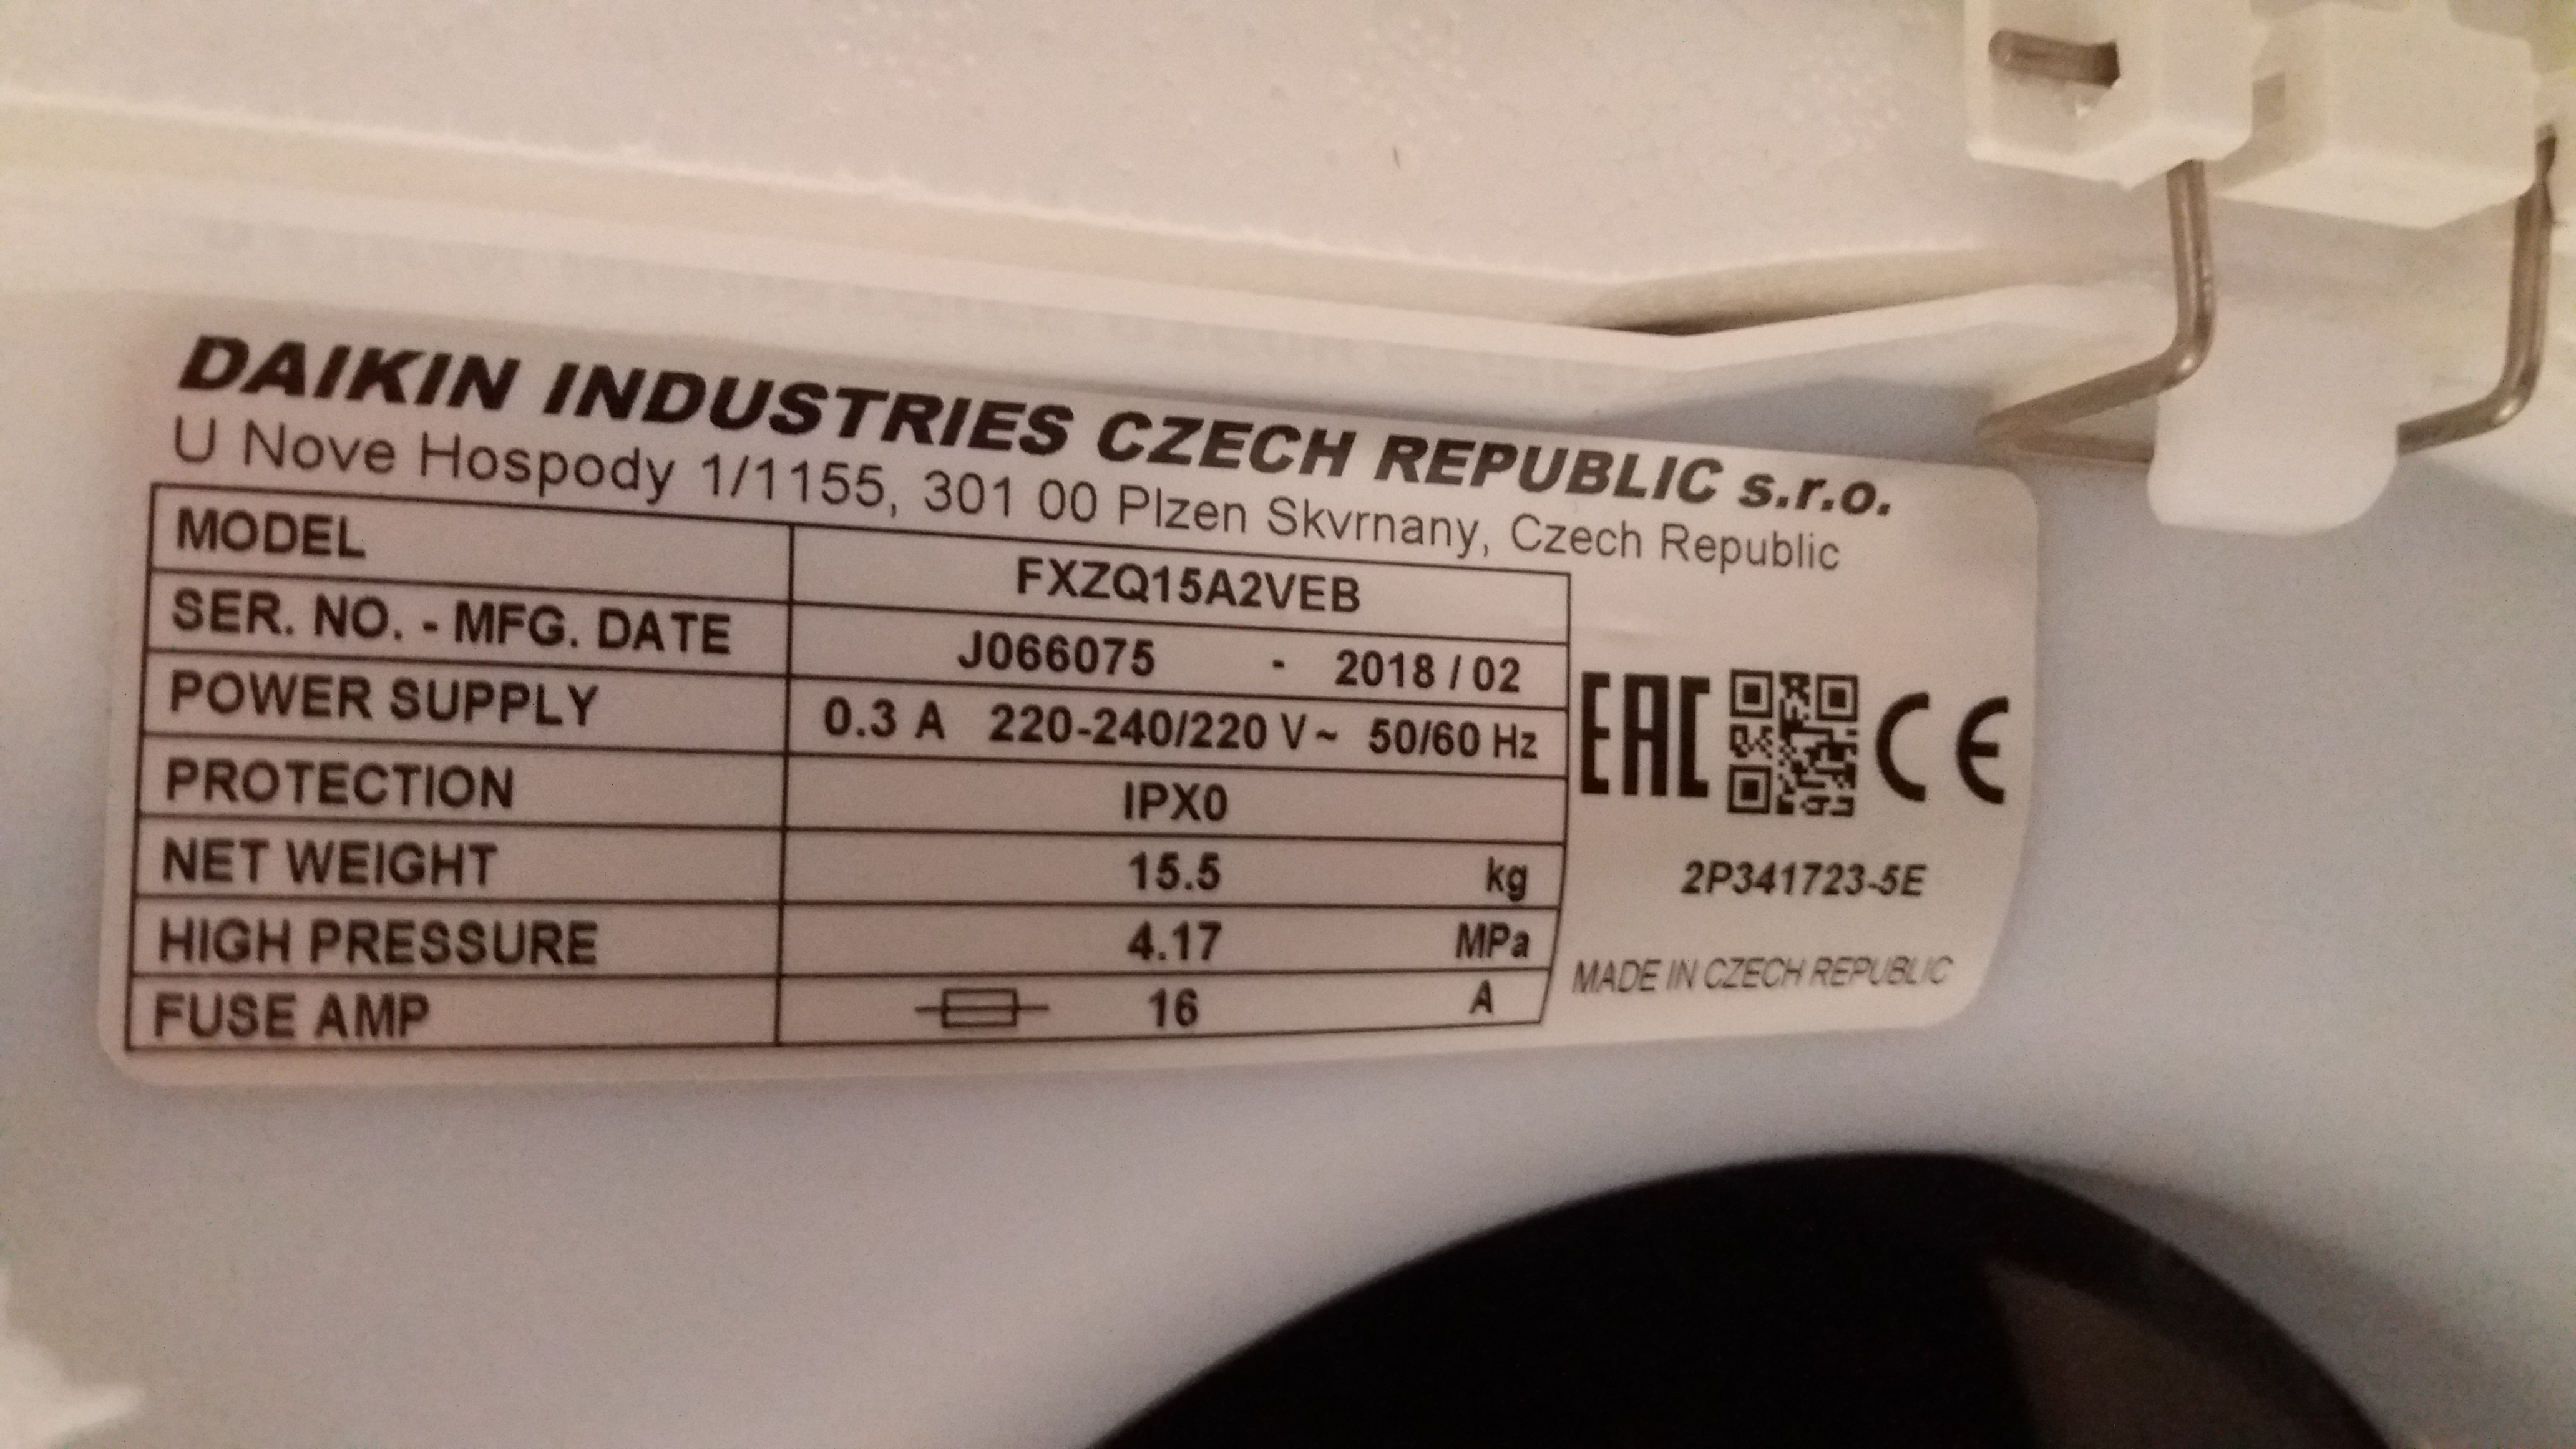 DAIKIN INDUSTRIES CZECH REPUBLIC s.r.o.
U Nove Hospody 1/1155, 301 00 Plzen Skvrnany, Czech Republic
MODEL FXZQ15A2VEB
SER. NO. - MFG. DATE J066075 - 2018 / 02
POWER SUPPLY 0.3 A 220-240/220 V ~ 50/60 Hz
PROTECTION IPX0
NET WEIGHT 15.5 kg
HIGH PRESSURE 4.17 MPa
FUSE AMP 16 A
EAC CE
2P341723-5E
MADE IN CZECH REPUBLIC